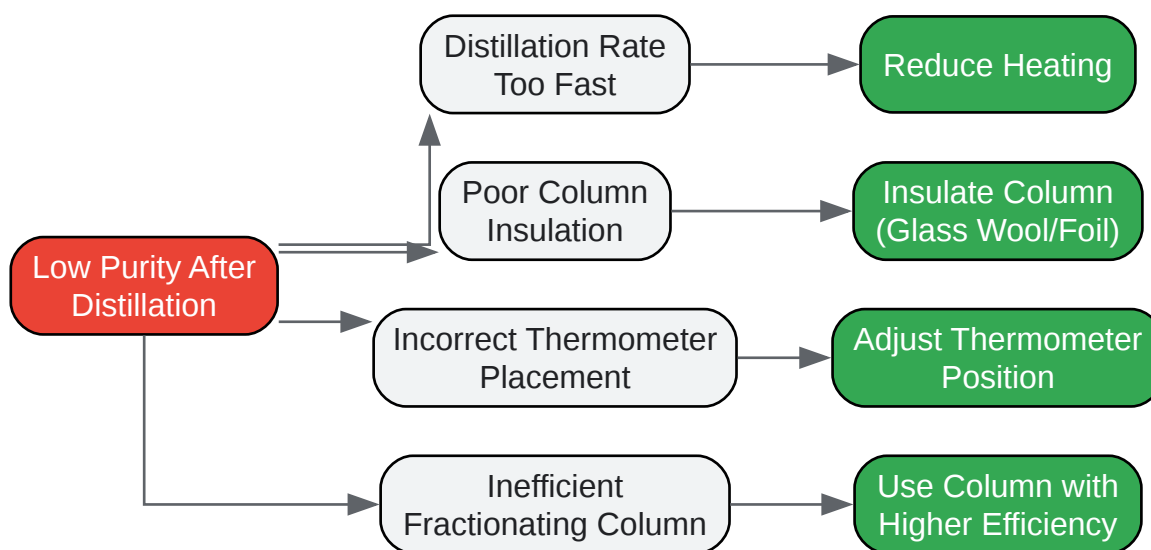 Distillation Rate
Too Fast
Reduce Heating
Poor Column
Insulation
Insulate Column
(Glass Wool/Foil)
Low Purity After
Distillation
Incorrect Thermometer
Placement
Adjust Thermometer
Position
Inefficient
Fractionating Column
Use Column with
Higher Efficiency